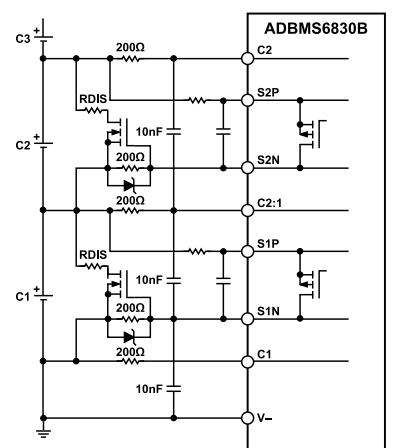 ADBMS6830B
C3
+
200Ω
C2
S2P
RDIS
+
C2
10nF
200Ω
S2N
C2:1
200Ω
S1P
RDIS
+
C1
10nF
200Ω
S1N
C1
200Ω
10nF
V–